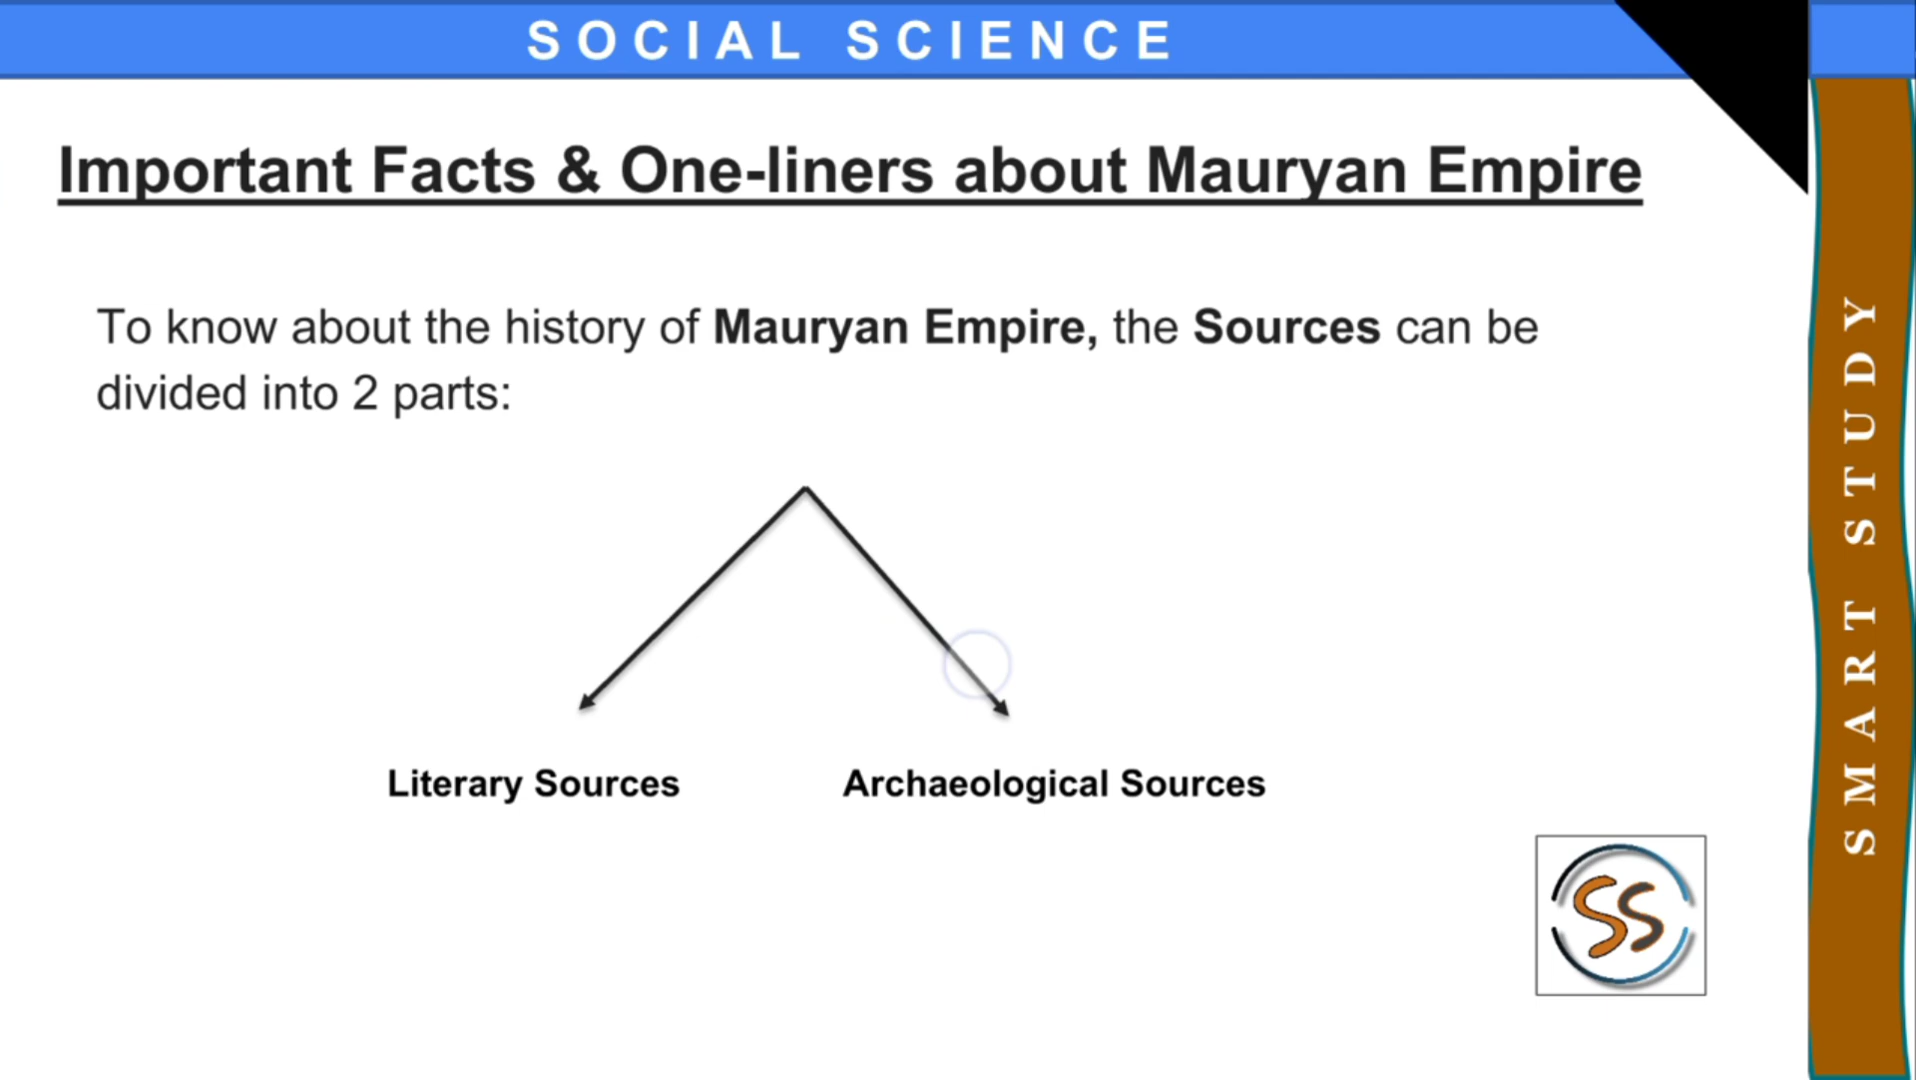 SOCIAL SCIENCE
Important Facts & One-liners about Mauryan Empire
To know about the history of Mauryan Empire, the Sources can be
divided into 2 parts:
Literary Sources
Archaeological Sources
SS
SMART STUDY